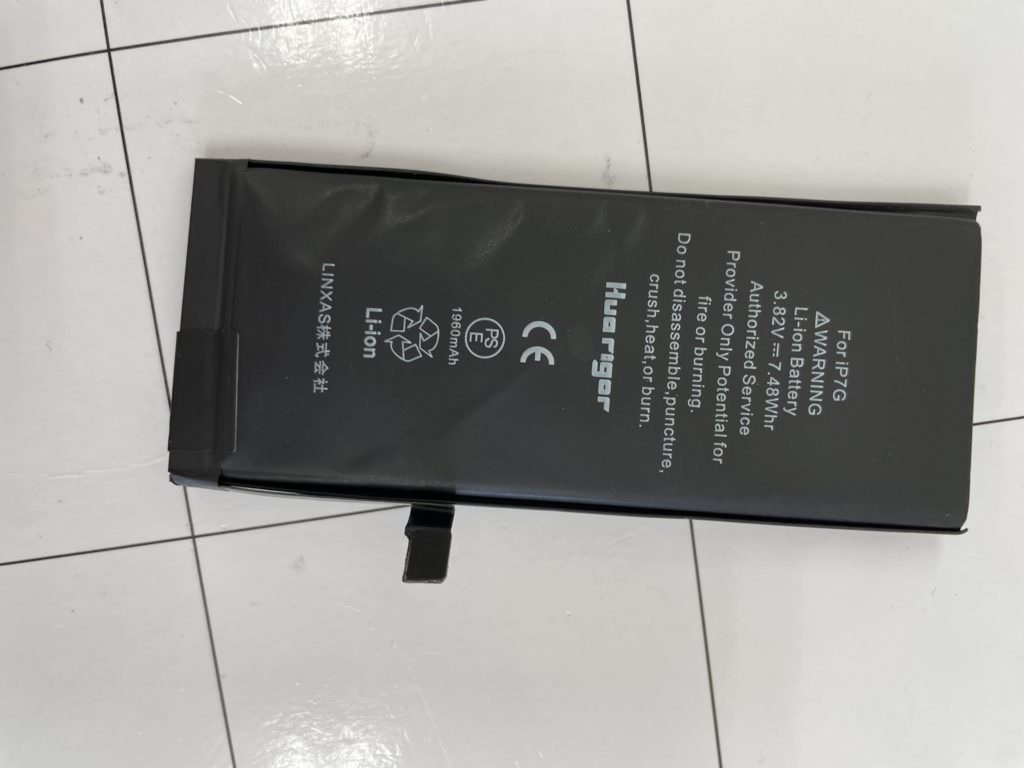 For iP7G
⚠WARNING
Li-ion Battery
3.82V⎓7.48Whr
Authorized Service
Provider Only Potential for
fire or burning.
Do not disassemble,puncture,
crush,heat,or burn.
Huarigor
CE
PSE
1960mAh
Li-ion
LINXAS株式会社